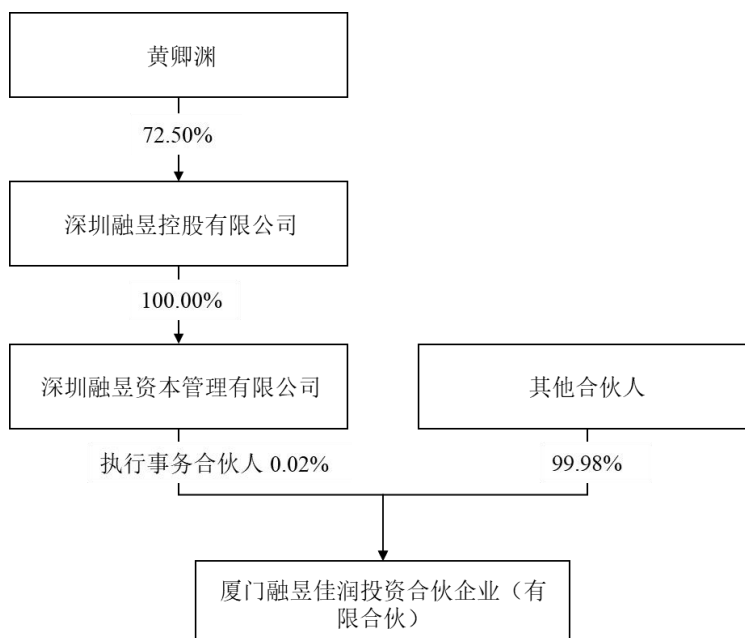 黄卿渊
72.50%
深圳融昱控股有限公司
100.00%
深圳融昱资本管理有限公司
其他合伙人
执行事务合伙人 0.02%
99.98%
厦门融昱佳润投资合伙企业（有
限合伙）